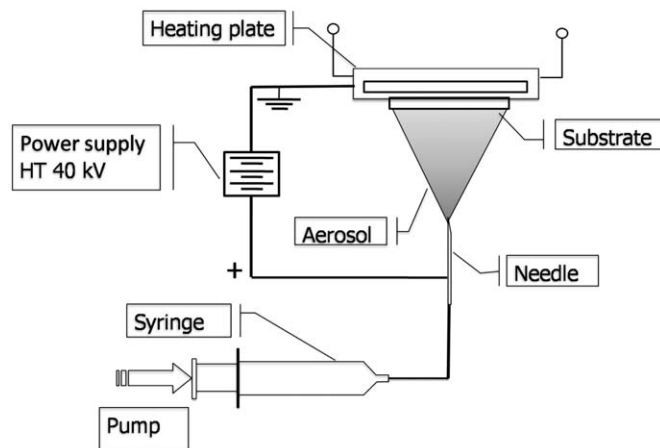 Heating plate
Power supply
HT 40 kV
Substrate
Aerosol
+
Needle
Syringe
Pump